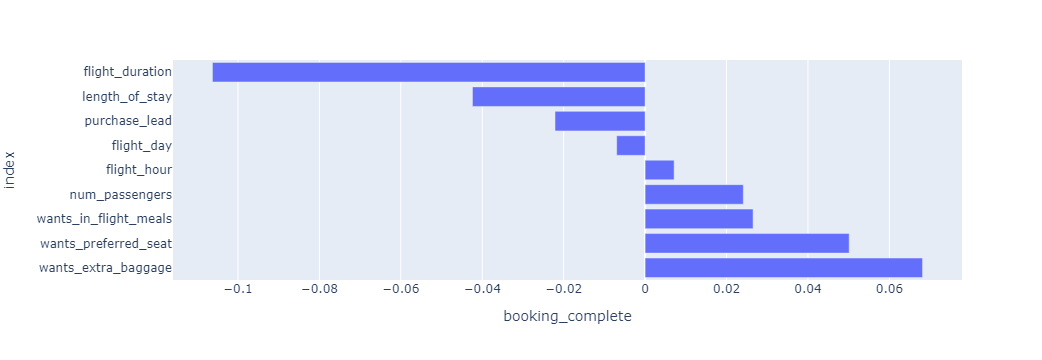 flight_duration
length_of_stay
purchase_lead
flight_day
flight_hour
num_passengers
wants_in_flight_meals
wants_preferred_seat
wants_extra_baggage
index
−0.1 −0.08 −0.06 −0.04 −0.02 0 0.02 0.04 0.06
booking_complete